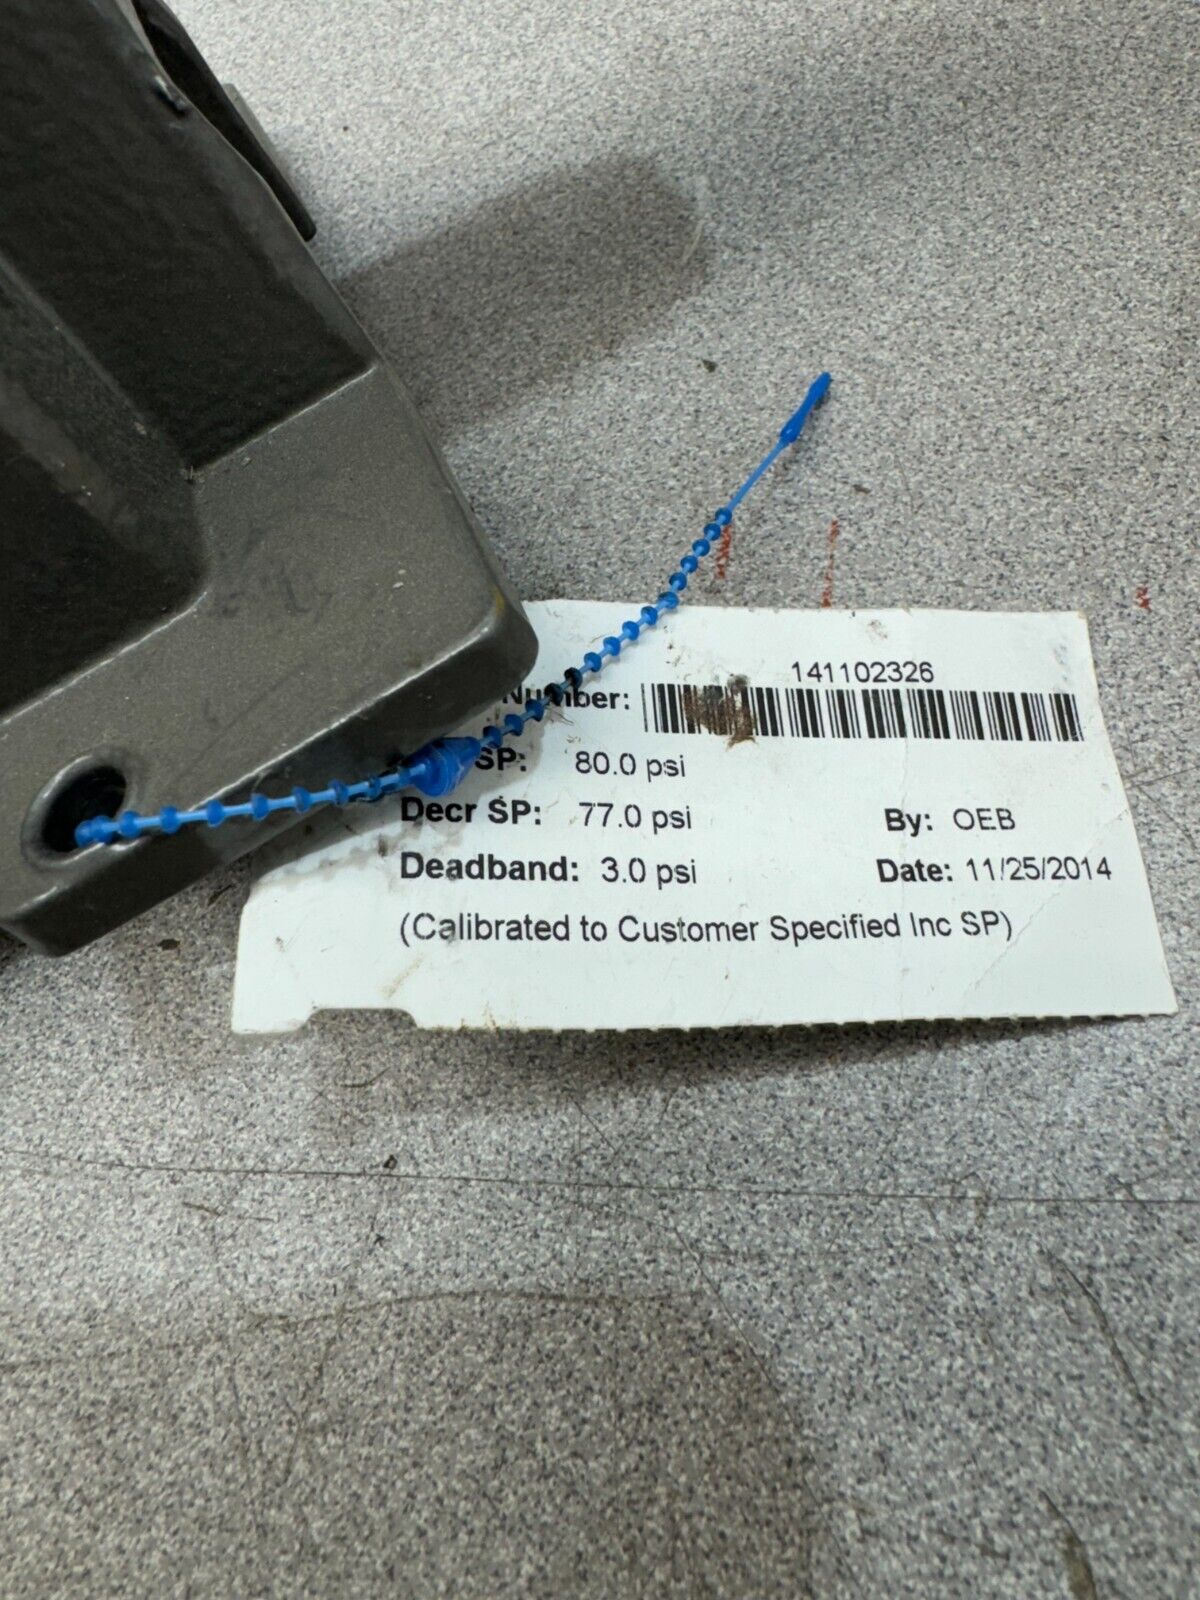 141102326
Number:
SP: 80.0 psi
Decr SP: 77.0 psi By: OEB
Deadband: 3.0 psi Date: 11/25/2014
(Calibrated to Customer Specified Inc SP)